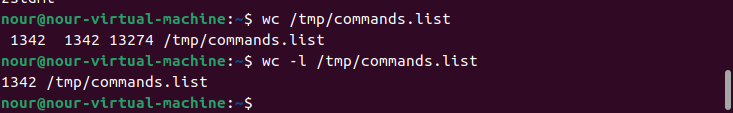 nour@nour-virtual-machine:~$ wc /tmp/commands.list
 1342  1342 13274 /tmp/commands.list
nour@nour-virtual-machine:~$ wc -l /tmp/commands.list
1342 /tmp/commands.list
nour@nour-virtual-machine:~$